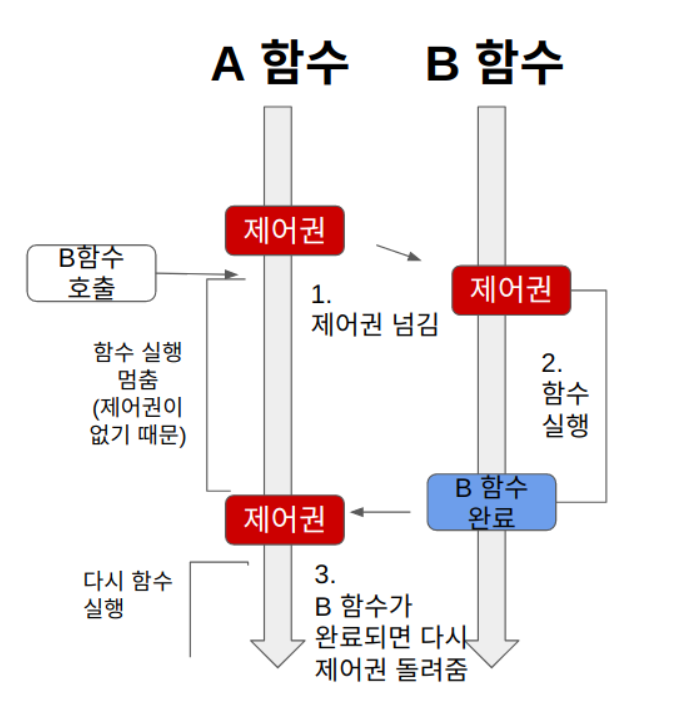 A 함수
B 함수
제어권
B함수
호출
제어권
1.
제어권 넘김
함수 실행
멈춤
(제어권이
없기 때문)
2.
함수
실행
B 함수
완료
제어권
3.
B 함수가
완료되면 다시
제어권 돌려줌
다시 함수
실행